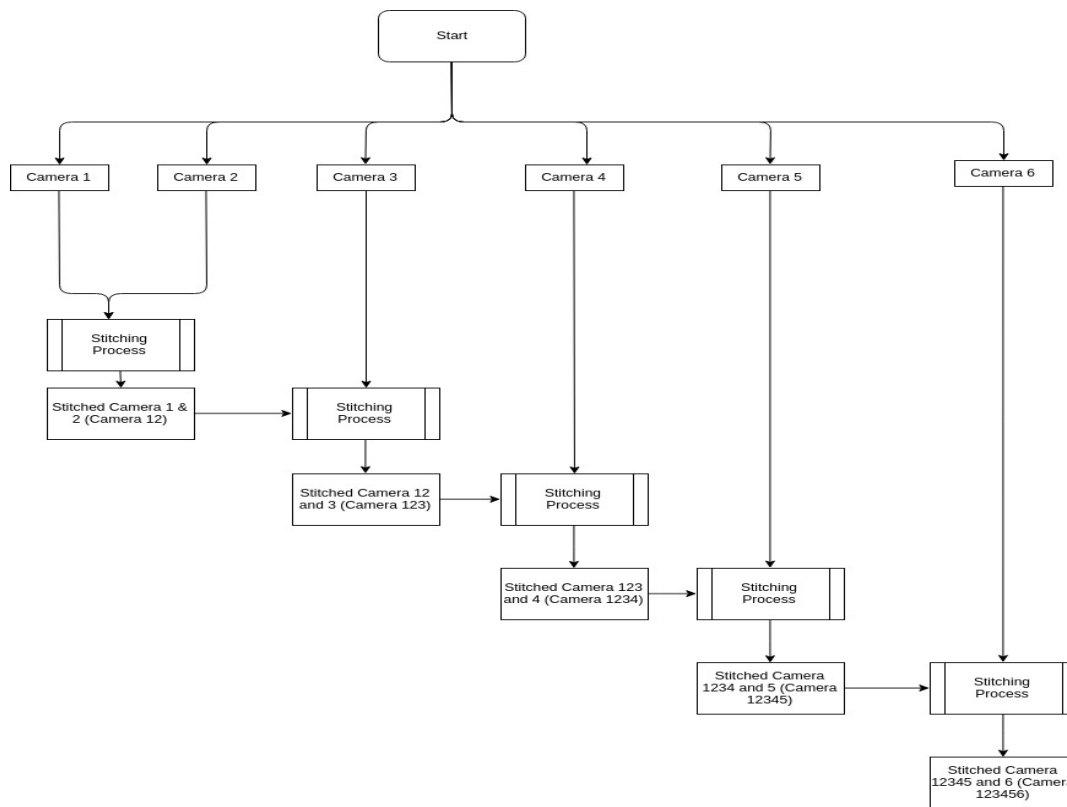 Start
Camera 1
Camera 2
Camera 3
Camera 4
Camera 5
Camera 6
Stitching
Process
Stitched Camera 1 &
2 (Camera 12)
Stitching
Process
Stitched Camera 12
and 3 (Camera 123)
Stitching
Process
Stitched Camera 123
and 4 (Camera 1234)
Stitching
Process
Stitched Camera
1234 and 5 (Camera
12345)
Stitching
Process
Stitched Camera
12345 and 6 (Camera
123456)